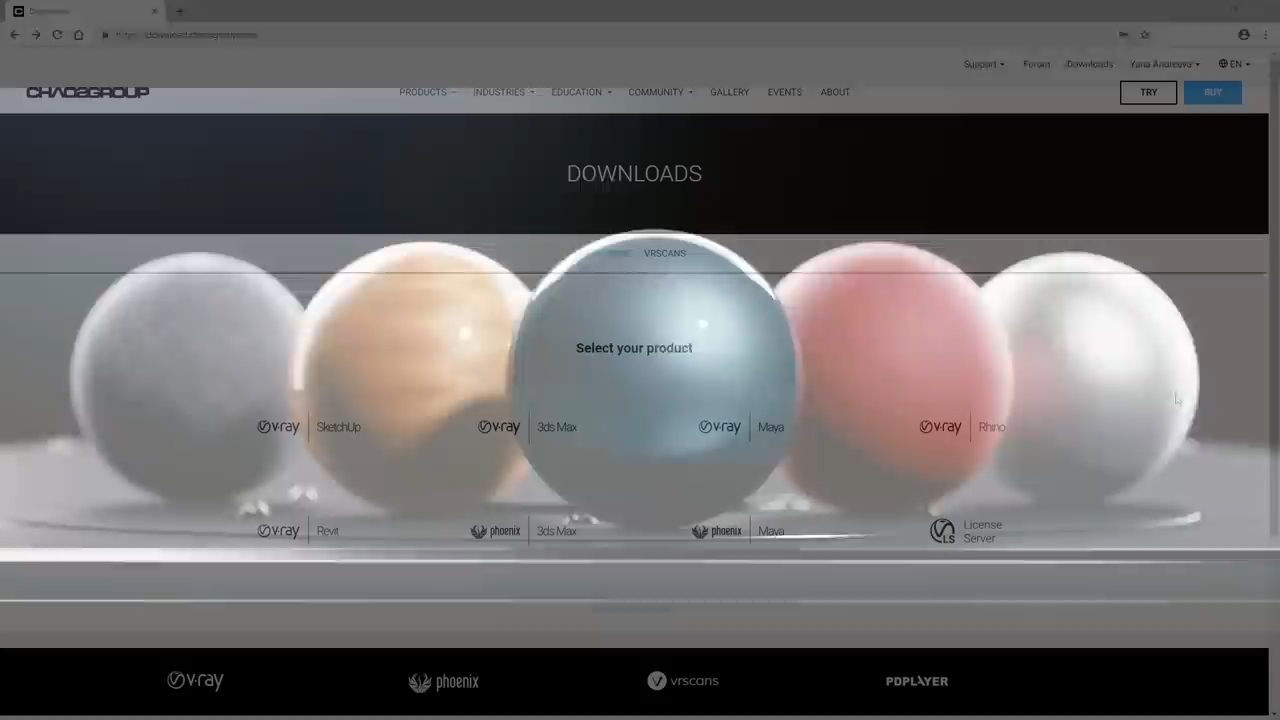 Support Forum Downloads Yana Andreeva EN
CHAOSGROUP PRODUCTS INDUSTRIES EDUCATION COMMUNITY GALLERY EVENTS ABOUT TRY BUY
DOWNLOADS
VRSCANS
Select your product
v·ray SketchUp v·ray 3ds Max v·ray Maya v·ray Rhino
v·ray Revit phoenix 3ds Max phoenix Maya LS License Server
v·ray phoenix vrscans PDPLAYER